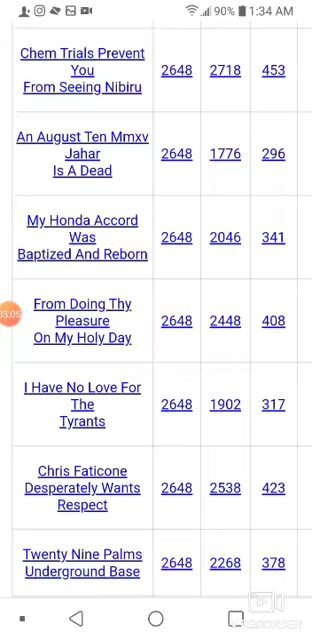 90% 1:34 AM
Chem Trials Prevent
You 2648 2718 453
From Seeing Nibiru
An August Ten Mmxv
Jahar 2648 1776 296
Is A Dead
My Honda Accord
Was 2648 2046 341
Baptized And Reborn
From Doing Thy
03:05 Pleasure 2648 2448 408
On My Holy Day
I Have No Love For
The 2648 1902 317
Tyrants
Chris Faticone
Desperately Wants 2648 2538 423
Respect
Twenty Nine Palms
Underground Base 2648 2268 378